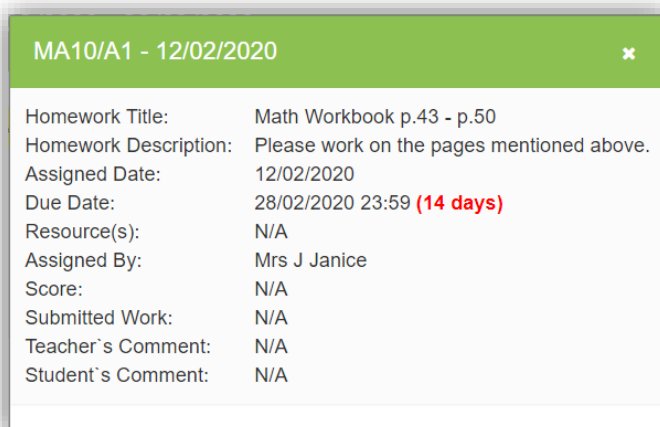 MA10/A1 - 12/02/2020 ×
Homework Title: Math Workbook p.43 - p.50
Homework Description: Please work on the pages mentioned above.
Assigned Date: 12/02/2020
Due Date: 28/02/2020 23:59 (14 days)
Resource(s): N/A
Assigned By: Mrs J Janice
Score: N/A
Submitted Work: N/A
Teacher`s Comment: N/A
Student`s Comment: N/A